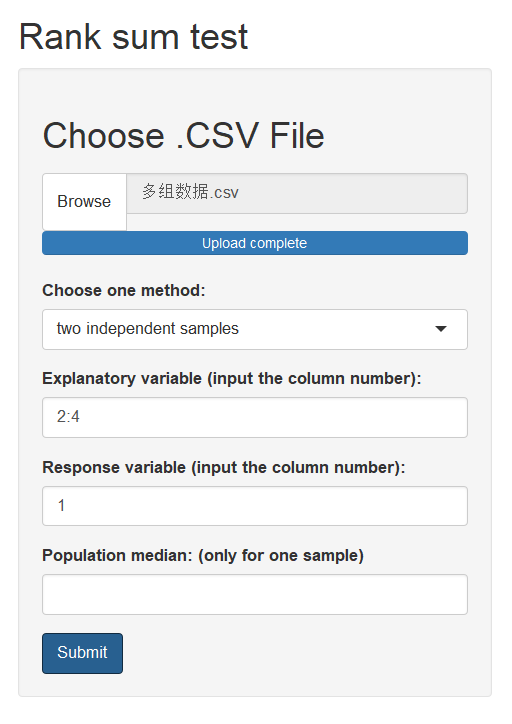 Rank sum test
Choose .CSV File
Browse
多组数据.csv
Upload complete
Choose one method:
two independent samples
Explanatory variable (input the column number):
2:4
Response variable (input the column number):
1
Population median: (only for one sample)
Submit